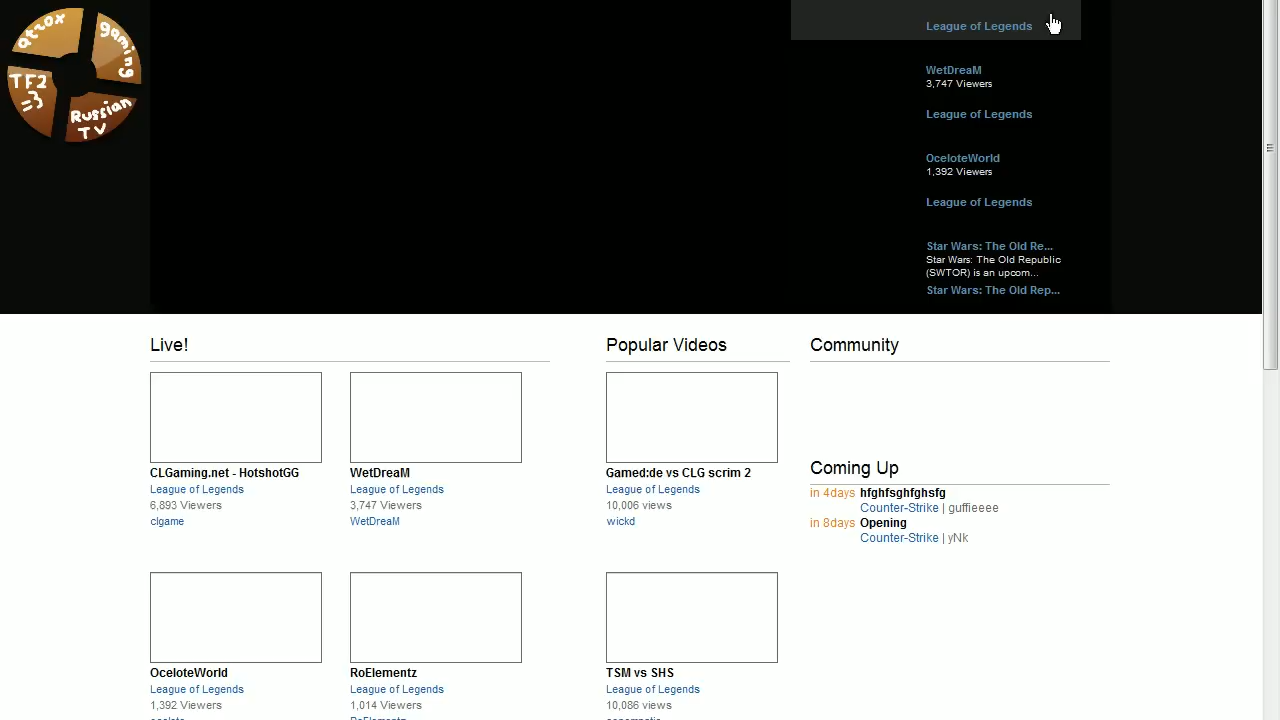 atrox
gaming
TF2
=3
Russian
TV
League of Legends
WetDreaM
3,747 Viewers
League of Legends
OceloteWorld
1,392 Viewers
League of Legends
Star Wars: The Old Re...
Star Wars: The Old Republic
(SWTOR) is an upcom...
Star Wars: The Old Rep...
Live!
Popular Videos
Community
CLGaming.net - HotshotGG
League of Legends
6,893 Viewers
clgame
WetDreaM
League of Legends
3,747 Viewers
WetDreaM
Gamed:de vs CLG scrim 2
League of Legends
10,006 views
wickd
Coming Up
in 4days hfghfsghfghsfg
Counter-Strike | guffieeee
in 8days Opening
Counter-Strike | yNk
OceloteWorld
League of Legends
1,392 Viewers
RoElementz
League of Legends
1,014 Viewers
RoElementz
TSM vs SHS
League of Legends
10,086 views